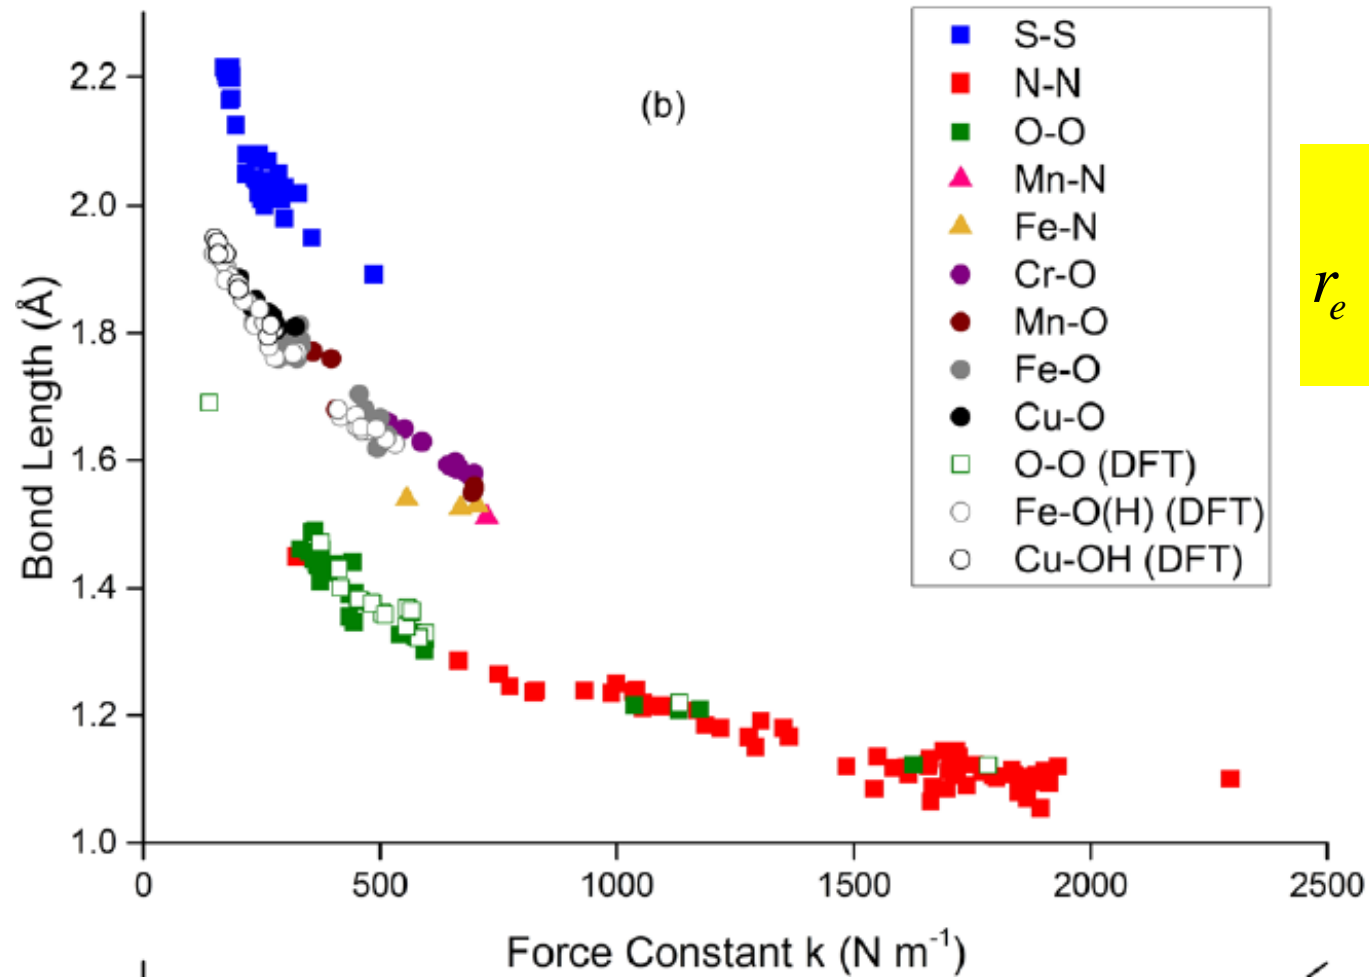 (b)
S-S
N-N
O-O
Mn-N
Fe-N
Cr-O
Mn-O
Fe-O
Cu-O
O-O (DFT)
Fe-O(H) (DFT)
Cu-OH (DFT)
Bond Length (Å)
2.2
2.0
1.8
1.6
1.4
1.2
1.0
0 500 1000 1500 2000 2500
Force Constant k (N m⁻¹)
rₑ